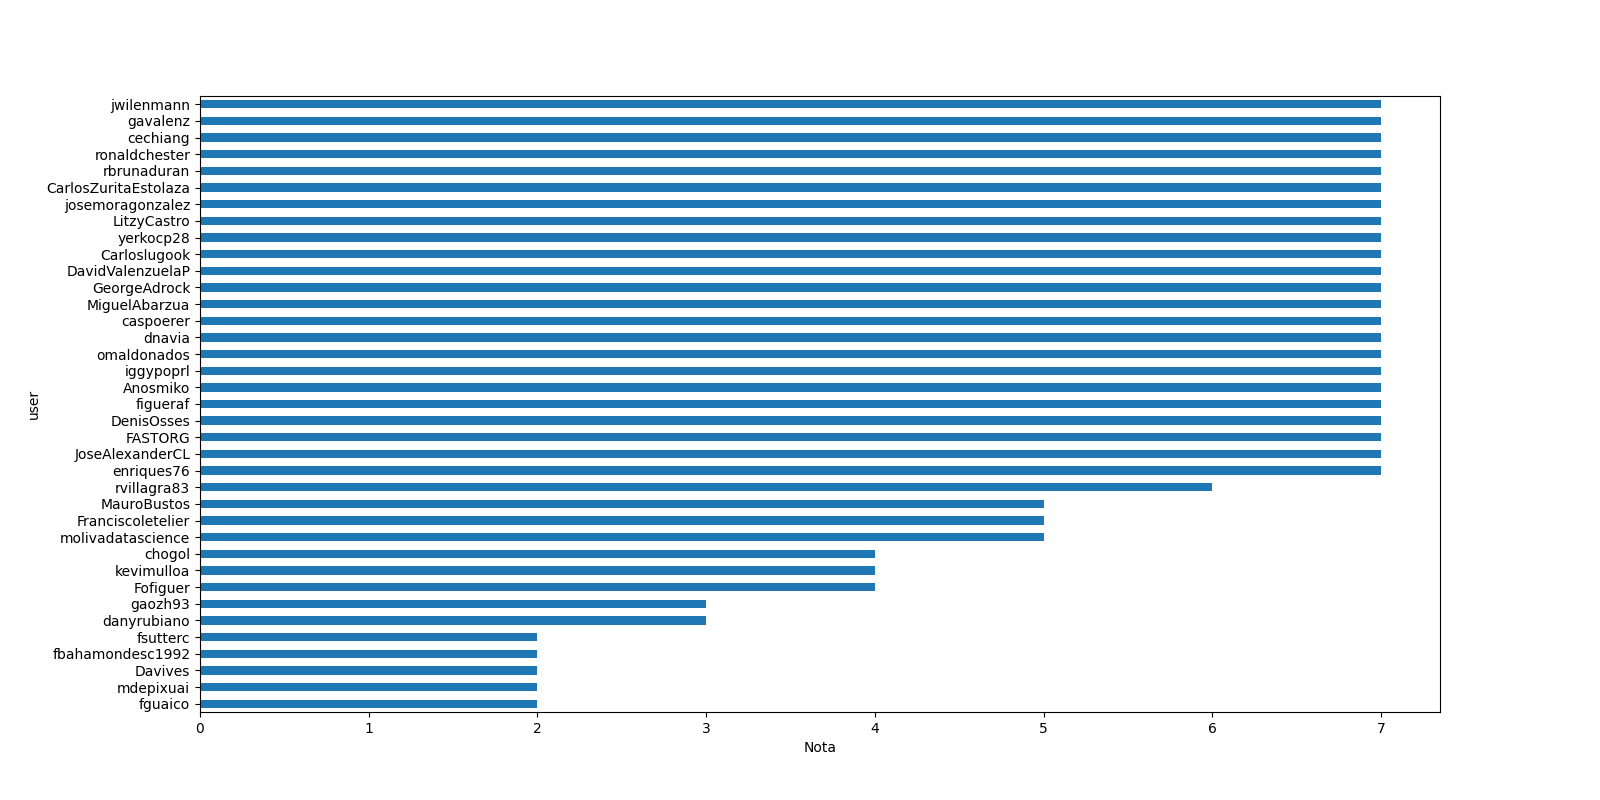 jwilenmann
gavalenz
cechiang
ronaldchester
rbrunaduran
CarlosZuritaEstolaza
josemoragonzalez
LitzyCastro
yerkocp28
Carloslugook
DavidValenzuelaP
GeorgeAdrock
MiguelAbarzua
caspoerer
dnavia
omaldonados
iggypoprl
Anosmiko
figueraf
DenisOsses
FASTORG
JoseAlexanderCL
enriques76
rvillagra83
MauroBustos
Franciscoletelier
molivadatascience
chogol
kevimulloa
Fofiguer
gaozh93
danyrubiano
fsutterc
fbahamondesc1992
Davives
mdepixuai
fguaico
user
0 1 2 3 4 5 6 7
Nota